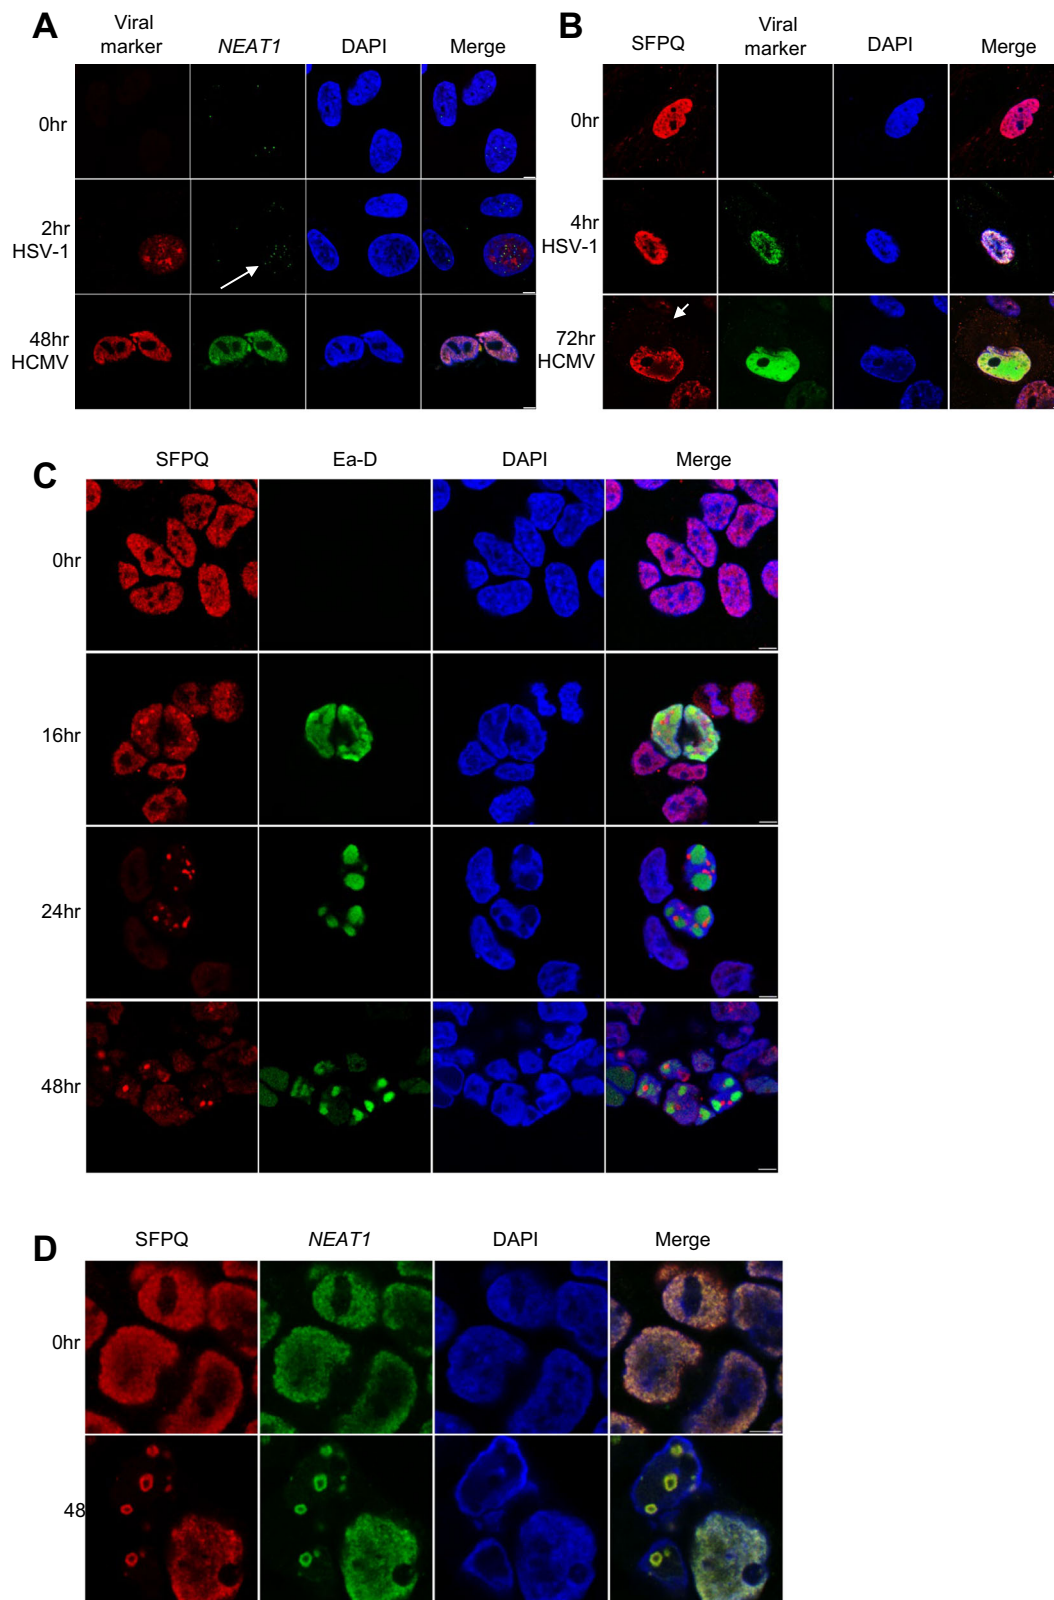 A
Viral
marker
NEAT1
DAPI
Merge
0hr
2hr
HSV-1
48hr
HCMV
B
SFPQ
Viral
marker
DAPI
Merge
0hr
4hr
HSV-1
72hr
HCMV
C
SFPQ
Ea-D
DAPI
Merge
0hr
16hr
24hr
48hr
D
SFPQ
NEAT1
DAPI
Merge
0hr
48